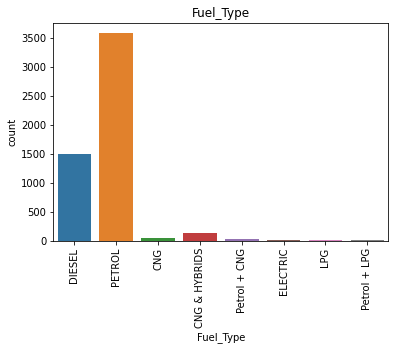 Fuel_Type
3500
3000
2500
2000
1500
1000
500
0
count
DIESEL
PETROL
CNG
CNG & HYBRIDS
Petrol + CNG
ELECTRIC
LPG
Petrol + LPG
Fuel_Type